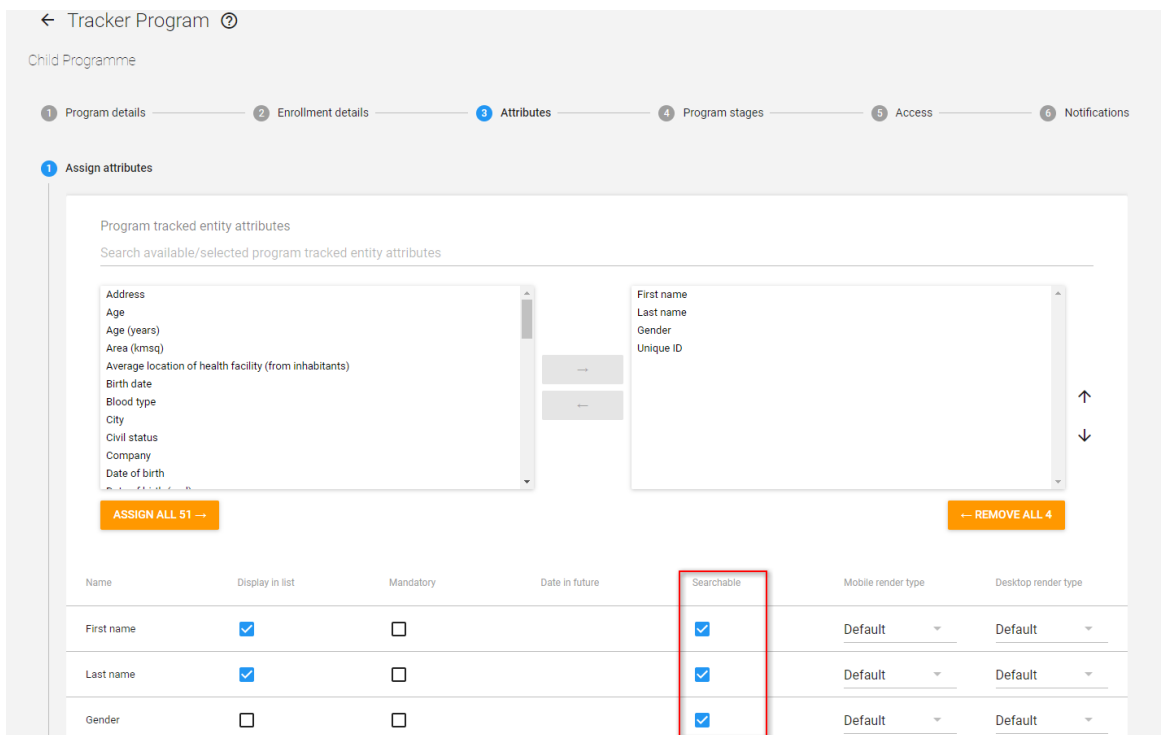 ← Tracker Program
Child Programme
1 Program details 2 Enrollment details 3 Attributes 4 Program stages 5 Access 6 Notifications
1 Assign attributes
Program tracked entity attributes
Search available/selected program tracked entity attributes
Address
Age
Age (years)
Area (kmsq)
Average location of health facility (from inhabitants)
Birth date
Blood type
City
Civil status
Company
Date of birth
First name
Last name
Gender
Unique ID
→
←
↑
↓
ASSIGN ALL 51 →
← REMOVE ALL 4
Name Display in list Mandatory Date in future Searchable Mobile render type Desktop render type
First name Default Default
Last name Default Default
Gender Default Default